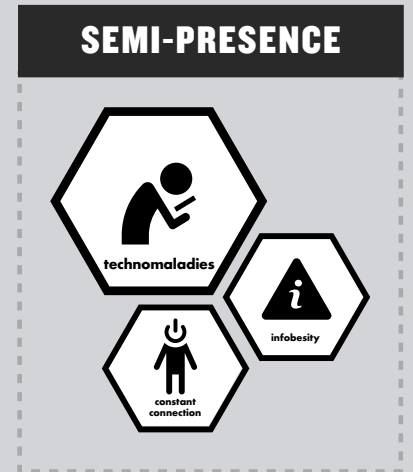 SEMI-PRESENCE
technomaladies
i
infobesity
constant
connection